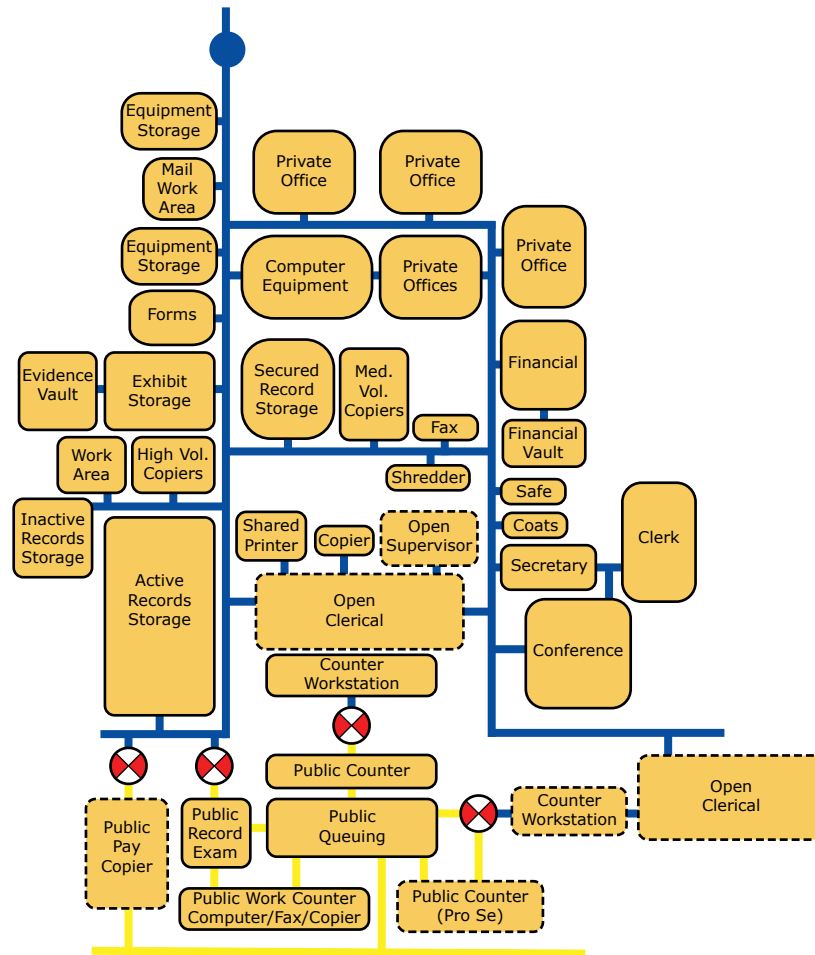 Equipment
Storage
Mail
Work
Area
Private
Office
Private
Office
Equipment
Storage
Private
Office
Computer
Equipment
Private
Offices
Forms
Evidence
Vault
Exhibit
Storage
Secured
Record
Storage
Med.
Vol.
Copiers
Financial
Fax
Financial
Vault
Work
Area
High Vol.
Copiers
Shredder
Safe
Inactive
Records
Storage
Shared
Printer
Copier
Open
Supervisor
Coats
Clerk
Secretary
Active
Records
Storage
Open
Clerical
Conference
Counter
Workstation
Public Counter
Open
Clerical
Public
Pay
Copier
Public
Record
Exam
Public
Queuing
Counter
Workstation
Public Work Counter
Computer/Fax/Copier
Public Counter
(Pro Se)